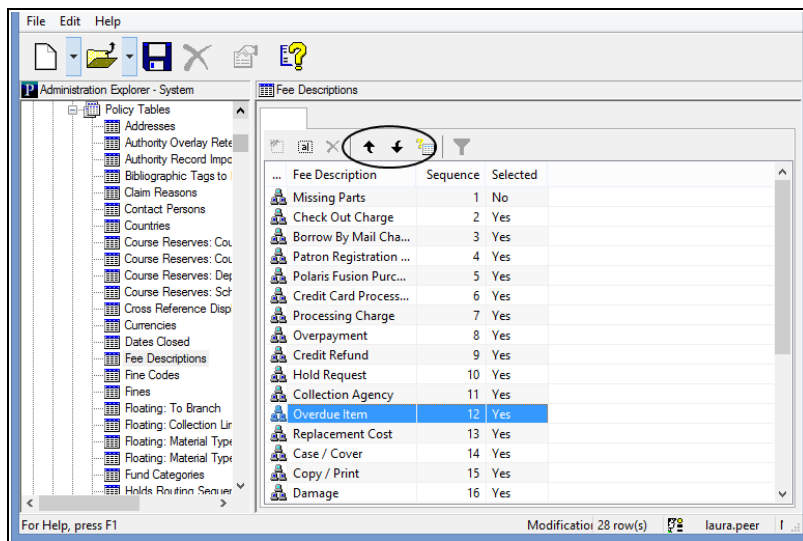 File Edit Help
Administration Explorer - System
Fee Descriptions
Policy Tables
Addresses
Authority Overlay Rete
Authority Record Impc
Bibliographic Tags to
Claim Reasons
Contact Persons
Countries
Course Reserves: Cou
Course Reserves: Cou
Course Reserves: Dep
Course Reserves: Sch
Cross Reference Disp
Currencies
Dates Closed
Fee Descriptions
Fine Codes
Fines
Floating: To Branch
Floating: Collection Lir
Floating: Material Type
Floating: Material Type
Fund Categories
Holds Routing Sequer
... Fee Description Sequence Selected
Missing Parts 1 No
Check Out Charge 2 Yes
Borrow By Mail Cha... 3 Yes
Patron Registration ... 4 Yes
Polaris Fusion Purc... 5 Yes
Credit Card Process... 6 Yes
Processing Charge 7 Yes
Overpayment 8 Yes
Credit Refund 9 Yes
Hold Request 10 Yes
Collection Agency 11 Yes
Overdue Item 12 Yes
Replacement Cost 13 Yes
Case / Cover 14 Yes
Copy / Print 15 Yes
Damage 16 Yes
For Help, press F1
Modificatioı 28 row(s) laura.peer